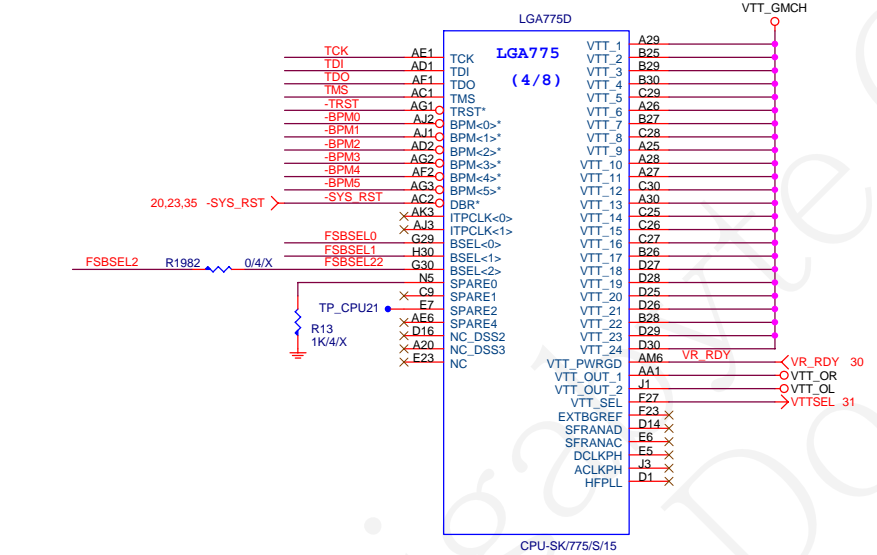 VTT_GMCH
LGA775D
LGA775
(4/8)
TCK AE1 TCK VTT_1 A29
TDI AD1 TDI VTT_2 B25
TDO AF1 TDO VTT_3 B29
TMS AC1 TMS VTT_4 B30
-TRST AG1 TRST* VTT_5 C29
-BPM0 AJ2 BPM<0>* VTT_6 A26
-BPM1 AJ1 BPM<1>* VTT_7 B27
-BPM2 AD2 BPM<2>* VTT_8 C28
-BPM3 AG2 BPM<3>* VTT_9 A25
-BPM4 AF2 BPM<4>* VTT_10 A28
-BPM5 AG3 BPM<5>* VTT_11 A27
20,23,35 -SYS_RST -SYS_RST AC2 DBR* VTT_12 C30
AK3 ITPCLK<0> VTT_13 A30
AJ3 ITPCLK<1> VTT_14 C25
FSBSEL0 G29 BSEL<0> VTT_15 C26
FSBSEL1 H30 BSEL<1> VTT_16 C27
FSBSEL2 R1982 0/4/X FSBSEL22 G30 BSEL<2> VTT_17 B26
N5 SPARE0 VTT_18 D27
C9 SPARE1 VTT_19 D28
TP_CPU21 E7 SPARE2 VTT_20 D25
AE6 SPARE4 VTT_21 D26
D16 NC_DSS2 VTT_22 B28
A20 NC_DSS3 VTT_23 D29
E23 NC VTT_24 D30
R13
1K/4/X
VTT_PWRGD AM6 VR_RDY VR_RDY 30
VTT_OUT_1 AA1 VTT_OR
VTT_OUT_2 J1 VTT_OL
VTT_SEL F27 VTTSEL 31
EXTBGREF F23
SFRANAD D14
SFRANAC E6
DCLKPH E5
ACLKPH J3
HFPLL D1
CPU-SK/775/S/15